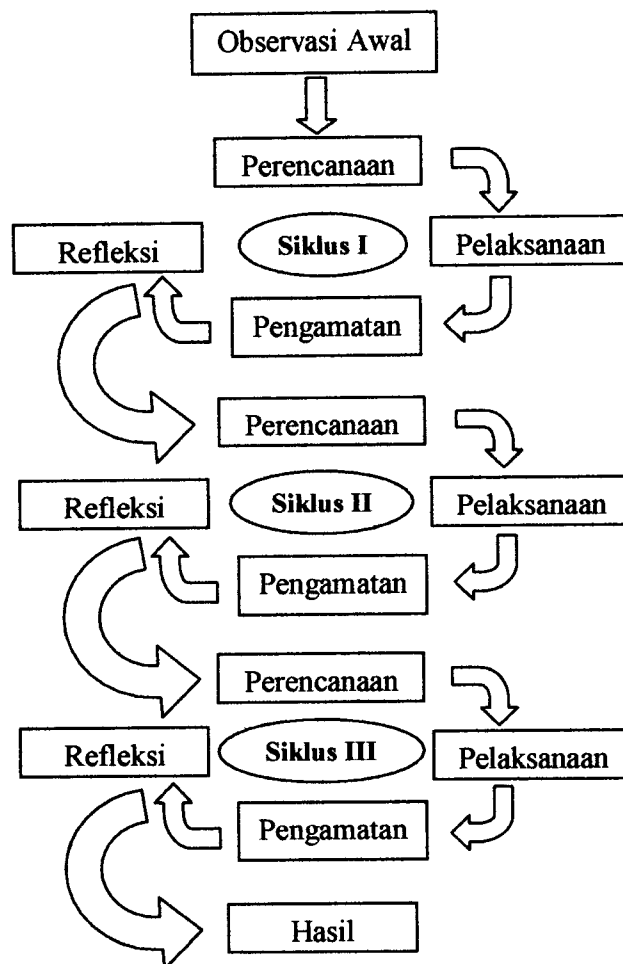 Observasi Awal
Perencanaan
Refleksi
Siklus I
Pelaksanaan
Pengamatan
Perencanaan
Refleksi
Siklus II
Pelaksanaan
Pengamatan
Perencanaan
Refleksi
Siklus III
Pelaksanaan
Pengamatan
Hasil